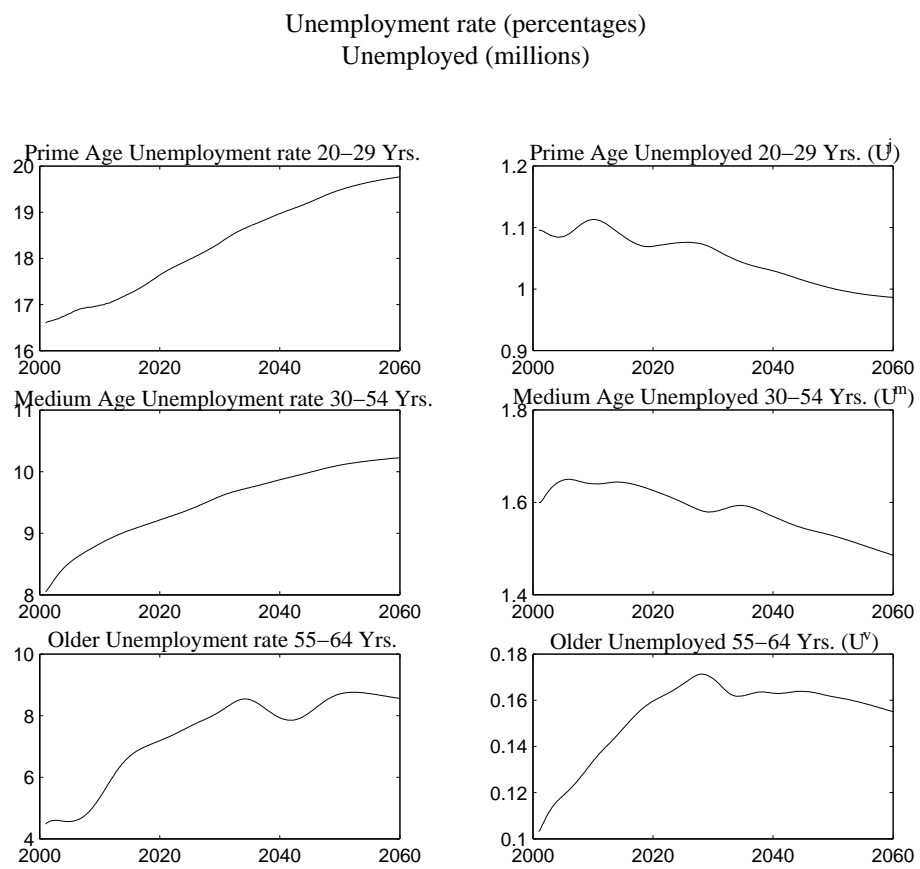 Unemployment rate (percentages)
Unemployed (millions)
Prime Age Unemployment rate 20−29 Yrs.
20
19
18
17
16
2000 2020 2040 2060
Prime Age Unemployed 20−29 Yrs. (U^j)
1.2
1.1
1
0.9
2000 2020 2040 2060
Medium Age Unemployment rate 30−54 Yrs.
11
10
9
8
2000 2020 2040 2060
Medium Age Unemployed 30−54 Yrs. (U^m)
1.8
1.6
1.4
2000 2020 2040 2060
Older Unemployment rate 55−64 Yrs.
10
8
6
4
2000 2020 2040 2060
Older Unemployed 55−64 Yrs. (U^v)
0.18
0.16
0.14
0.12
0.1
2000 2020 2040 2060